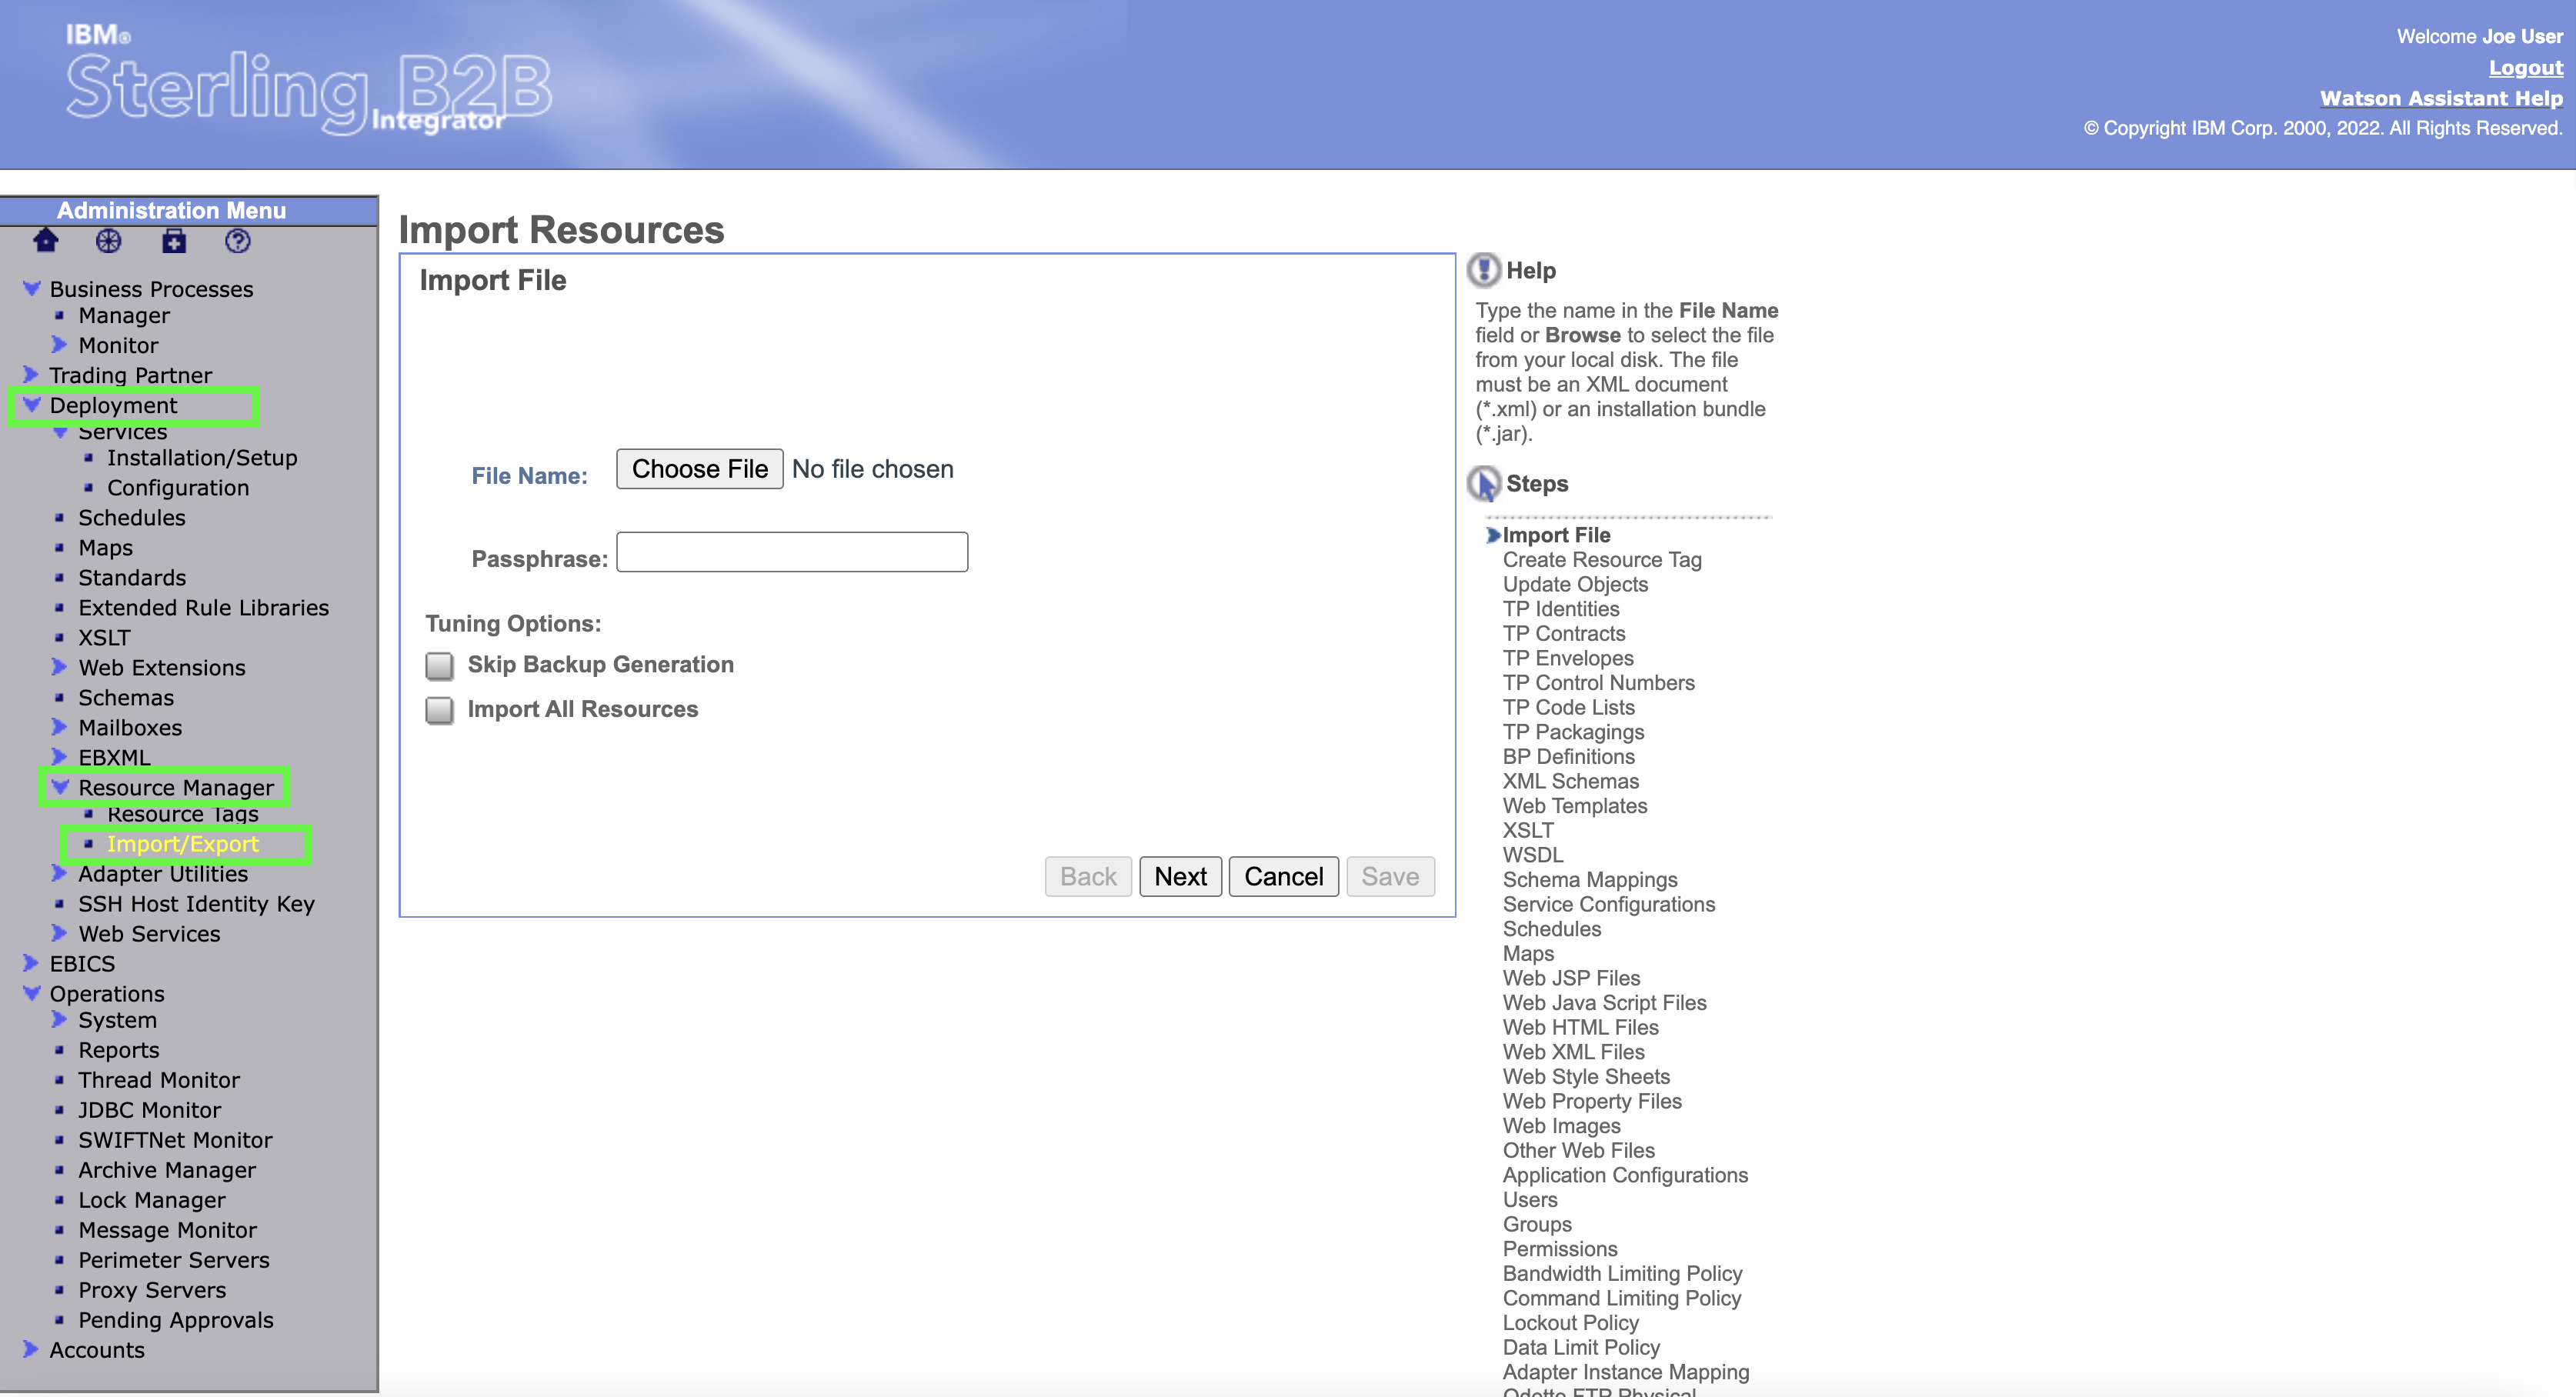 IBM®
Sterling B2B
Integrator
Welcome Joe User
Logout
Watson Assistant Help
© Copyright IBM Corp. 2000, 2022. All Rights Reserved.
Administration Menu
Business Processes
Manager
Monitor
Trading Partner
Deployment
Services
Installation/Setup
Configuration
Schedules
Maps
Standards
Extended Rule Libraries
XSLT
Web Extensions
Schemas
Mailboxes
EBXML
Resource Manager
Resource Tags
Import/Export
Adapter Utilities
SSH Host Identity Key
Web Services
EBICS
Operations
System
Reports
Thread Monitor
JDBC Monitor
SWIFTNet Monitor
Archive Manager
Lock Manager
Message Monitor
Perimeter Servers
Proxy Servers
Pending Approvals
Accounts
Import Resources
Import File
File Name: Choose File No file chosen
Passphrase:
Tuning Options:
Skip Backup Generation
Import All Resources
Back Next Cancel Save
Help
Type the name in the File Name
field or Browse to select the file
from your local disk. The file
must be an XML document
(*.xml) or an installation bundle
(*.jar).
Steps
Import File
Create Resource Tag
Update Objects
TP Identities
TP Contracts
TP Envelopes
TP Control Numbers
TP Code Lists
TP Packagings
BP Definitions
XML Schemas
Web Templates
XSLT
WSDL
Schema Mappings
Service Configurations
Schedules
Maps
Web JSP Files
Web Java Script Files
Web HTML Files
Web XML Files
Web Style Sheets
Web Property Files
Web Images
Other Web Files
Application Configurations
Users
Groups
Permissions
Bandwidth Limiting Policy
Command Limiting Policy
Lockout Policy
Data Limit Policy
Adapter Instance Mapping
Odette FTP Physical